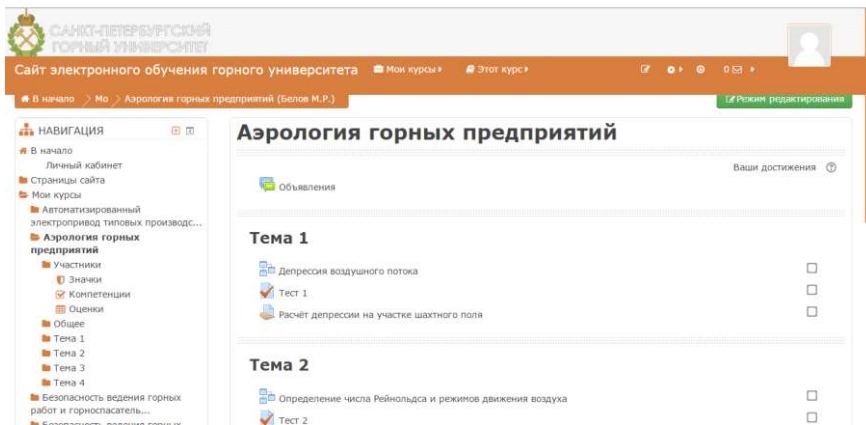 САНКТ-ПЕТЕРБУРГСКИЙ
ГОРНЫЙ УНИВЕРСИТЕТ
Сайт электронного обучения горного университета Мои курсы Этот курс 0
В начало Мо Аэрология горных предприятий (Белов М.Р.) Режим редактирования
НАВИГАЦИЯ
В начало
Личный кабинет
Страницы сайта
Мои курсы
Автоматизированный
электропривод типовых производс...
Аэрология горных
предприятий
Участники
Значки
Компетенции
Оценки
Общее
Тема 1
Тема 2
Тема 3
Тема 4
Безопасность ведения горных
работ и горноспасатель...
Безопасность ведения горных
Аэрология горных предприятий
Ваши достижения
Объявления
Тема 1
Депрессия воздушного потока
Тест 1
Расчёт депрессии на участке шахтного поля
Тема 2
Определение числа Рейнольдса и режимов движения воздуха
Тест 2